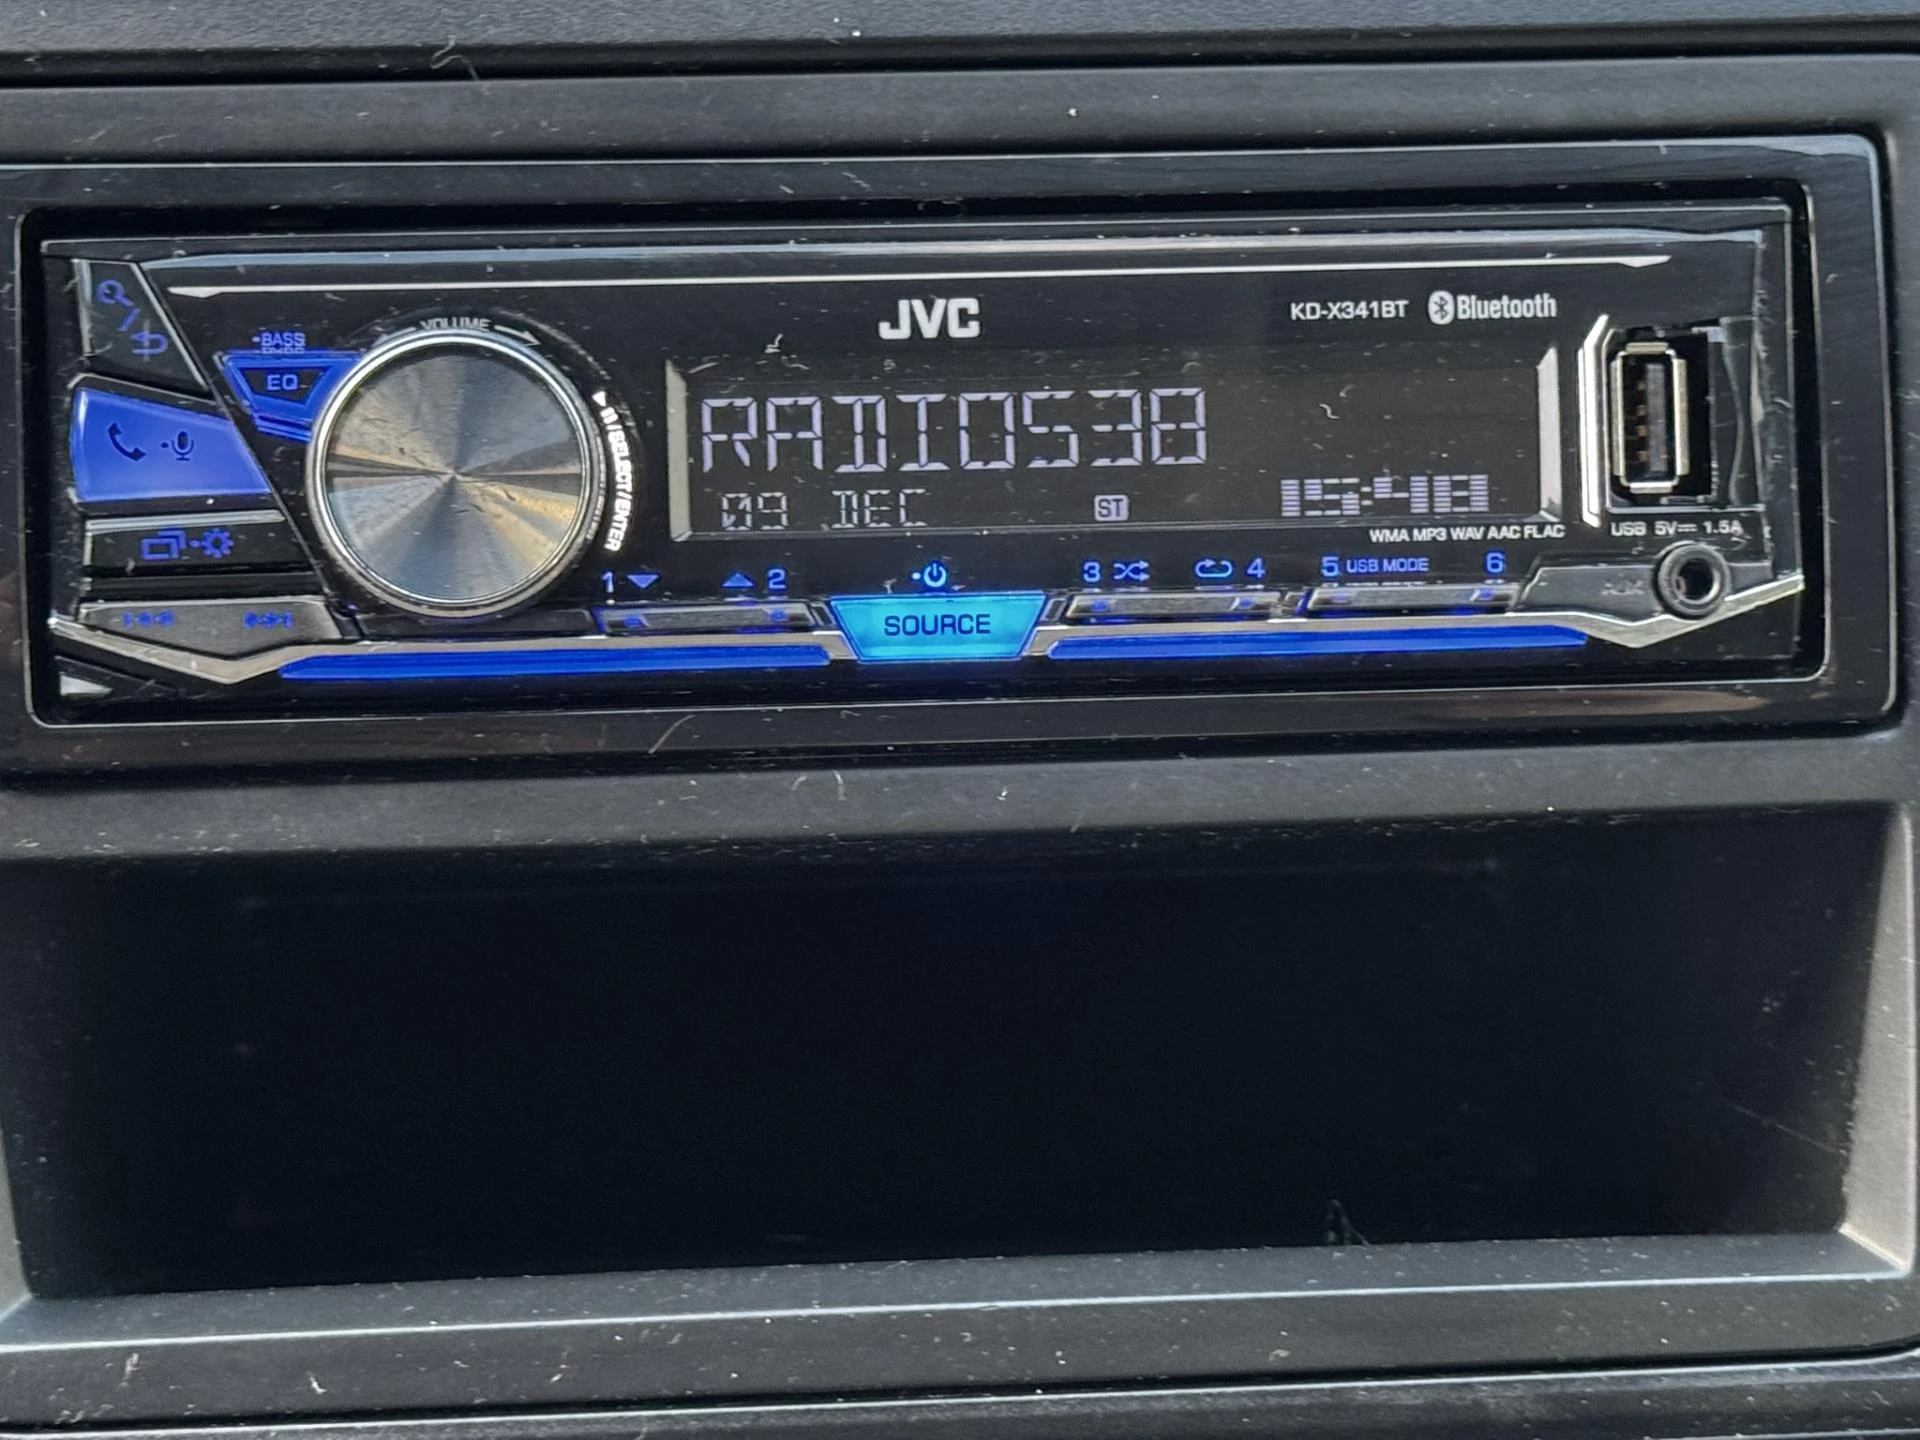 JVC
KD-X341BT Bluetooth
VOLUME
BASS
EQ
RADIO538
09 DEC ST 15:48
SELECT/ENTER
WMA MP3 WAV AAC FLAC
USB 5V 1.5A
1 2 3 4 5 USB MODE 6
SOURCE